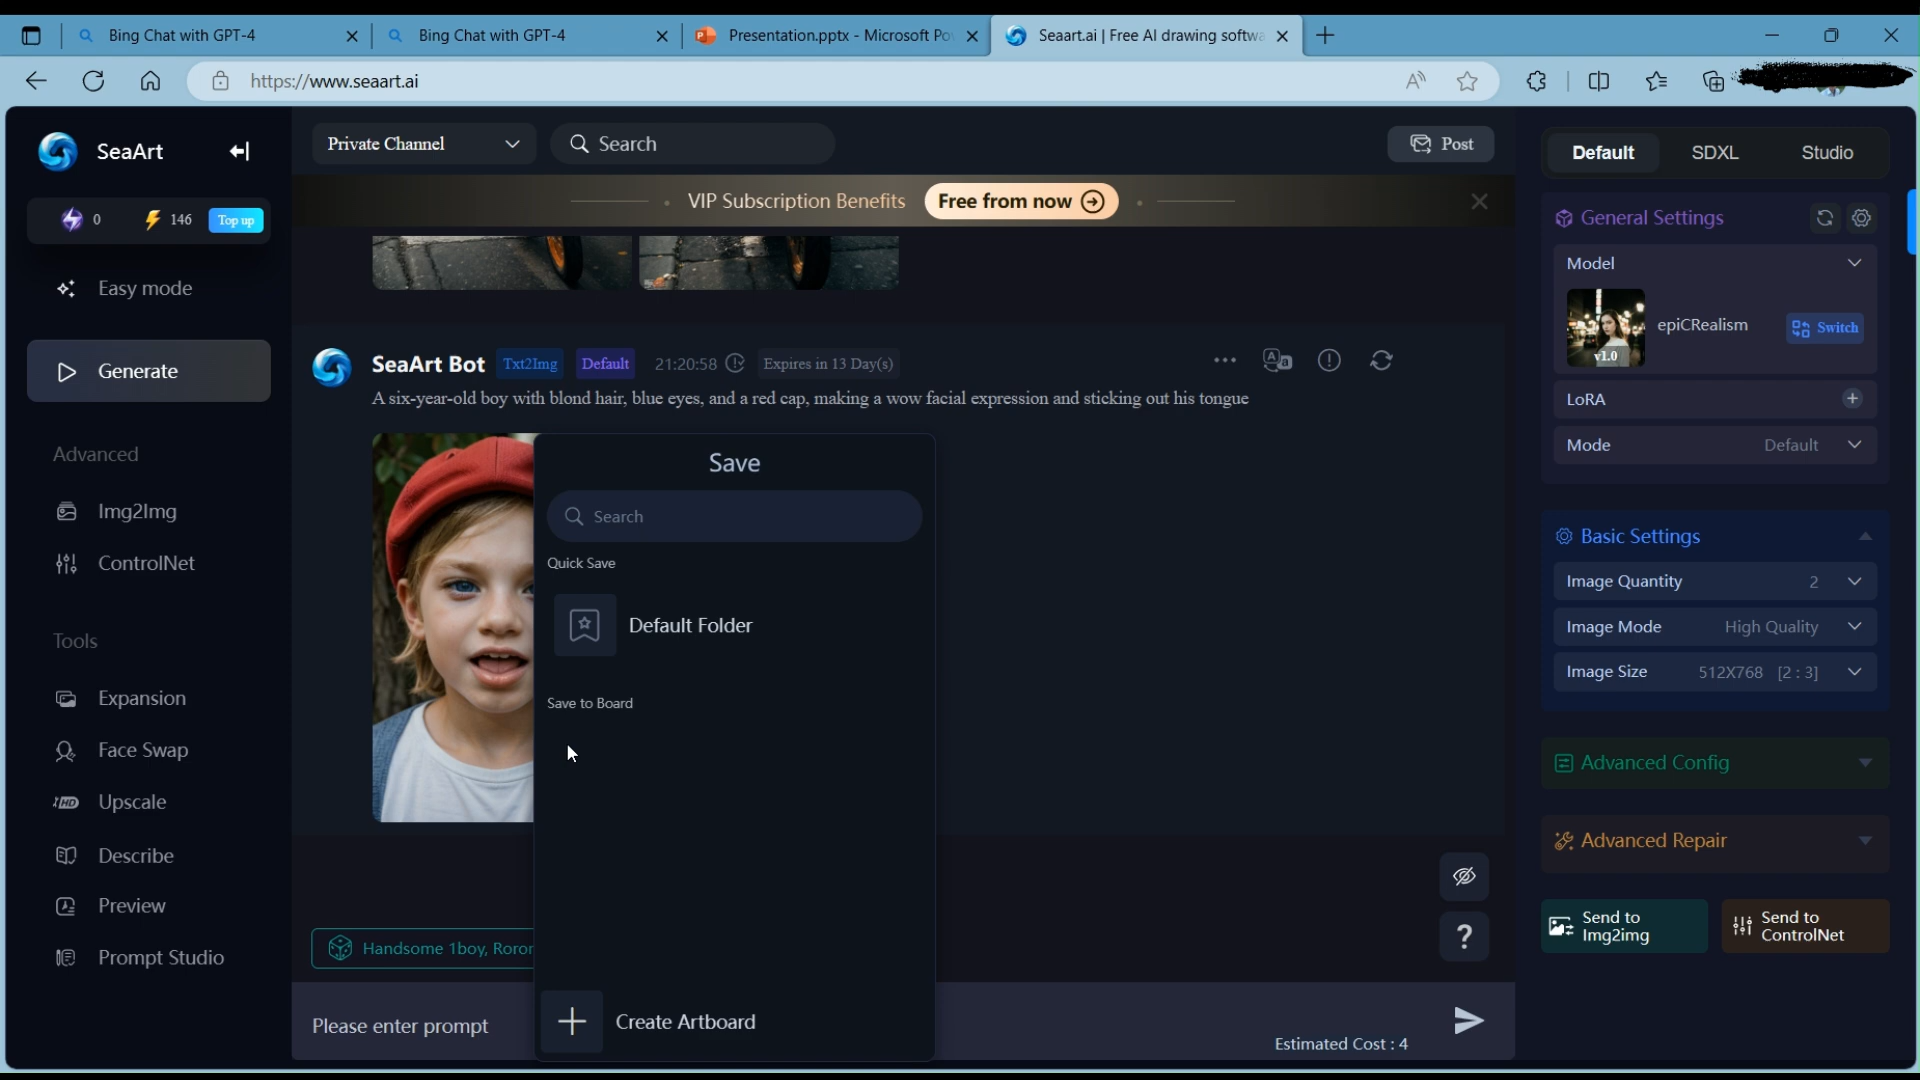 Bing Chat with GPT-4
Bing Chat with GPT-4
Presentation.pptx - Microsoft Po
Seaart.ai | Free AI drawing softwa
https://www.seaart.ai
SeaArt
Private Channel
Search
Post
Default
SDXL
Studio
0
146
Top up
VIP Subscription Benefits
Free from now
General Settings
Model
v1.0
epiCRealism
Switch
LoRA
Mode
Default
Easy mode
Generate
Advanced
Img2Img
ControlNet
Tools
Expansion
Face Swap
Upscale
Describe
Preview
Prompt Studio
SeaArt Bot
Txt2Img
Default
21:20:58
Expires in 13 Day(s)
A six-year-old boy with blond hair, blue eyes, and a red cap, making a wow facial expression and sticking out his tongue
Save
Search
Quick Save
Default Folder
Save to Board
Create Artboard
Handsome 1boy, Roror
Please enter prompt
?
Estimated Cost : 4
Basic Settings
Image Quantity
2
Image Mode
High Quality
Image Size
512X768 [2 : 3]
Advanced Config
Advanced Repair
Send to
Img2img
Send to
ControlNet